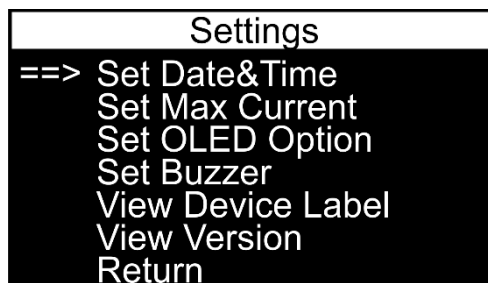 Settings
==> Set Date&Time
Set Max Current
Set OLED Option
Set Buzzer
View Device Label
View Version
Return